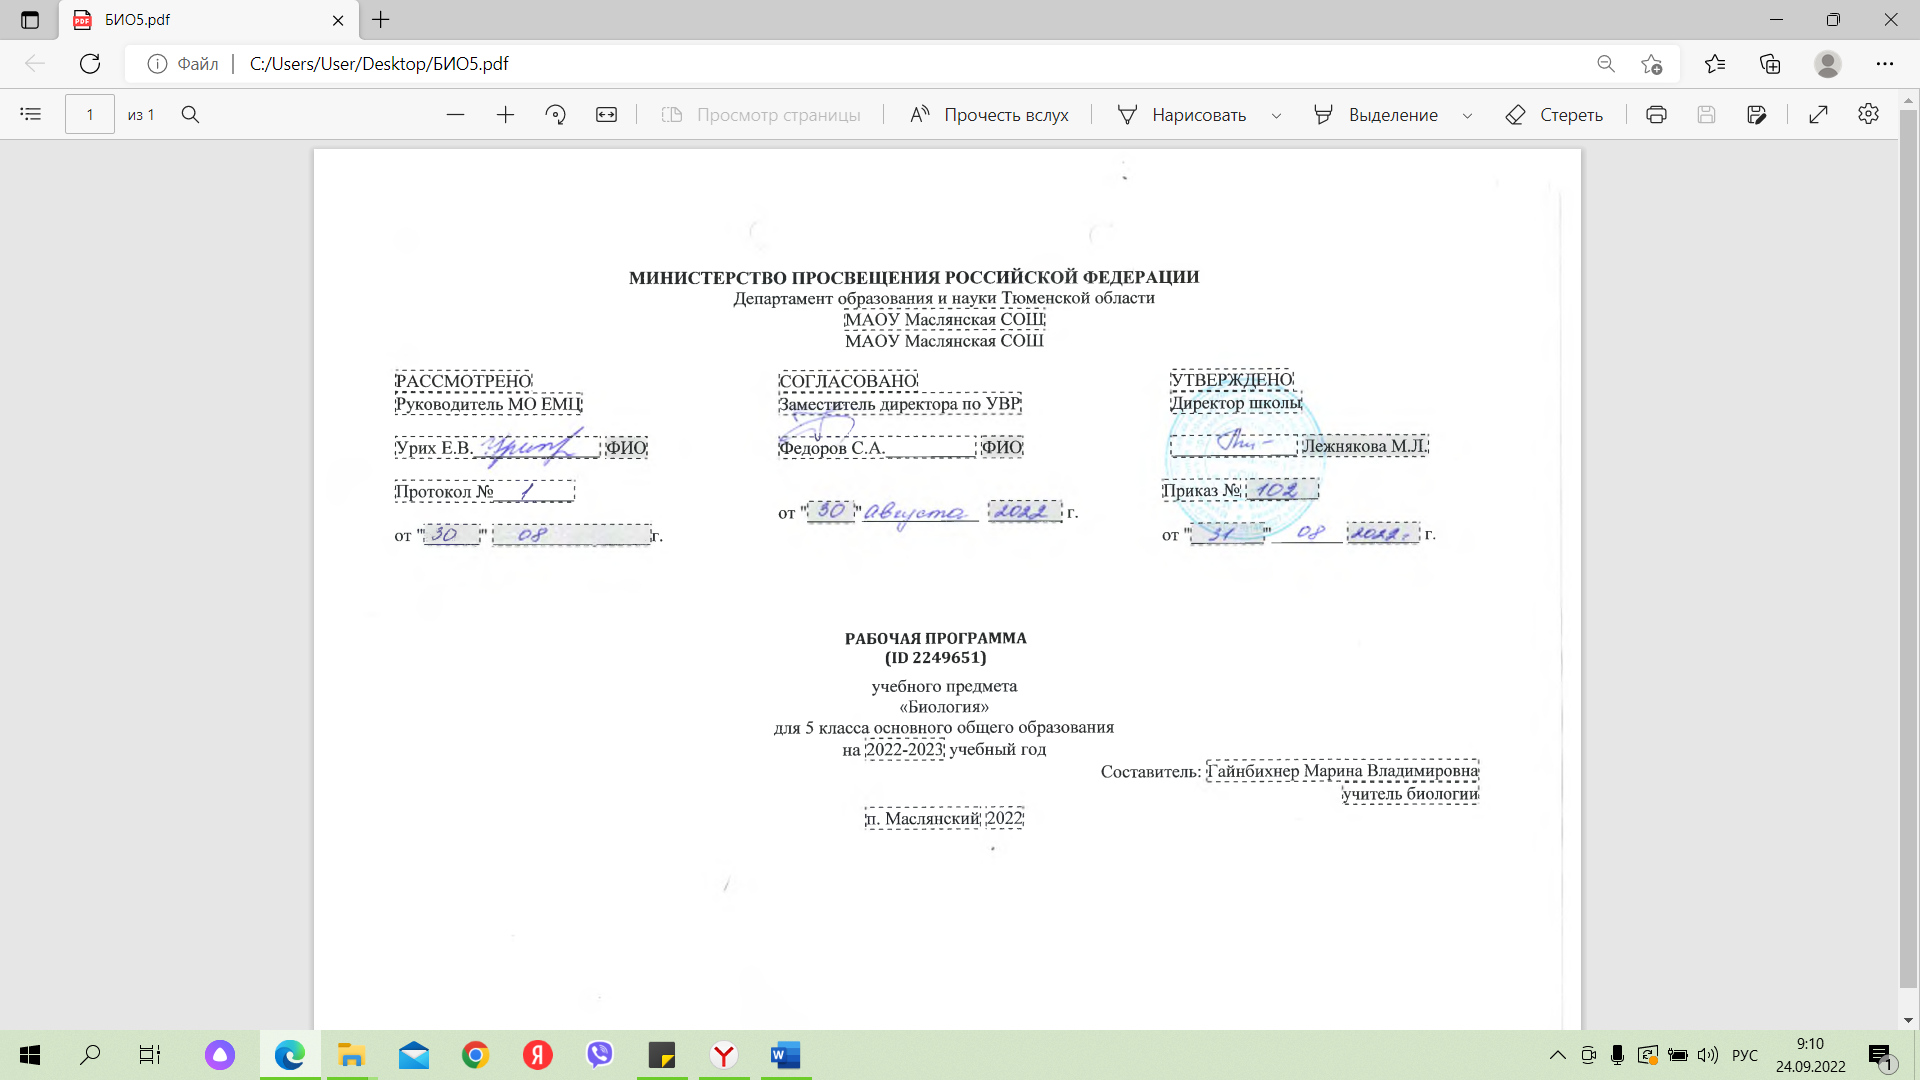 БИО5.pdf
Файл C:/Users/User/Desktop/БИО5.pdf
1 из 1 Просмотр страницы Прочесть вслух Нарисовать Выделение Стереть
МИНИСТЕРСТВО ПРОСВЕЩЕНИЯ РОССИЙСКОЙ ФЕДЕРАЦИИ
Департамент образования и науки Тюменской области
МАОУ Маслянская СОШ
МАОУ Маслянская СОШ
РАССМОТРЕНО
Руководитель МО ЕМЦ
Урих Е.В. ФИО
Протокол № 1
от "30" 08 г.
СОГЛАСОВАНО
Заместитель директора по УВР
Федоров С.А. ФИО
от "30" августа 2022 г.
УТВЕРЖДЕНО
Директор школы
Лежнякова М.Л.
Приказ № 102
от "31" 08 2022г. г.
РАБОЧАЯ ПРОГРАММА
(ID 2249651)
учебного предмета
«Биология»
для 5 класса основного общего образования
на 2022-2023 учебный год
Составитель: Гайнбихнер Марина Владимировна
учитель биологии
п. Маслянский 2022
РУС
9:10
24.09.2022
1